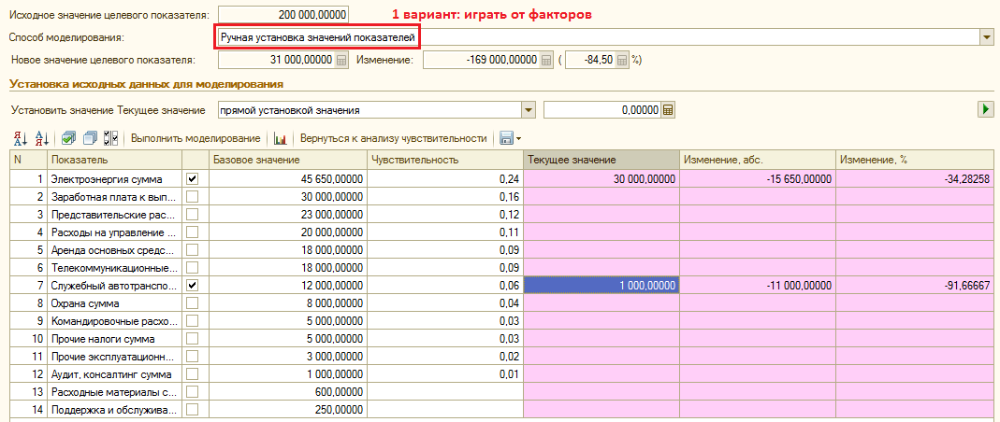 Исходное значение целевого показателя: 200 000,00000 1 вариант: играть от факторов
Способ моделирования: Ручная установка значений показателей
Новое значение целевого показателя: 31 000,00000 Изменение: -169 000,00000 ( -84,50 %)
Установка исходных данных для моделирования
Установить значение Текущее значение прямой установкой значения 0,00000
Выполнить моделирование Вернуться к анализу чувствительности
N Показатель Базовое значение Чувствительность Текущее значение Изменение, абс. Изменение, %
1 Электроэнергия сумма 45 650,00000 0,24 30 000,00000 -15 650,00000 -34,28258
2 Заработная плата к вып... 30 000,00000 0,16
3 Представительские рас... 23 000,00000 0,12
4 Расходы на управление ... 20 000,00000 0,11
5 Аренда основных средс... 18 000,00000 0,09
6 Телекоммуникационные... 18 000,00000 0,09
7 Служебный автотранспо... 12 000,00000 0,06 1 000,00000 -11 000,00000 -91,66667
8 Охрана сумма 8 000,00000 0,04
9 Командировочные расхо... 5 000,00000 0,03
10 Прочие налоги сумма 5 000,00000 0,03
11 Прочие эксплуатационн... 3 000,00000 0,02
12 Аудит, консалтинг сумма 1 000,00000 0,01
13 Расходные материалы с... 600,00000
14 Поддержка и обслужива... 250,00000